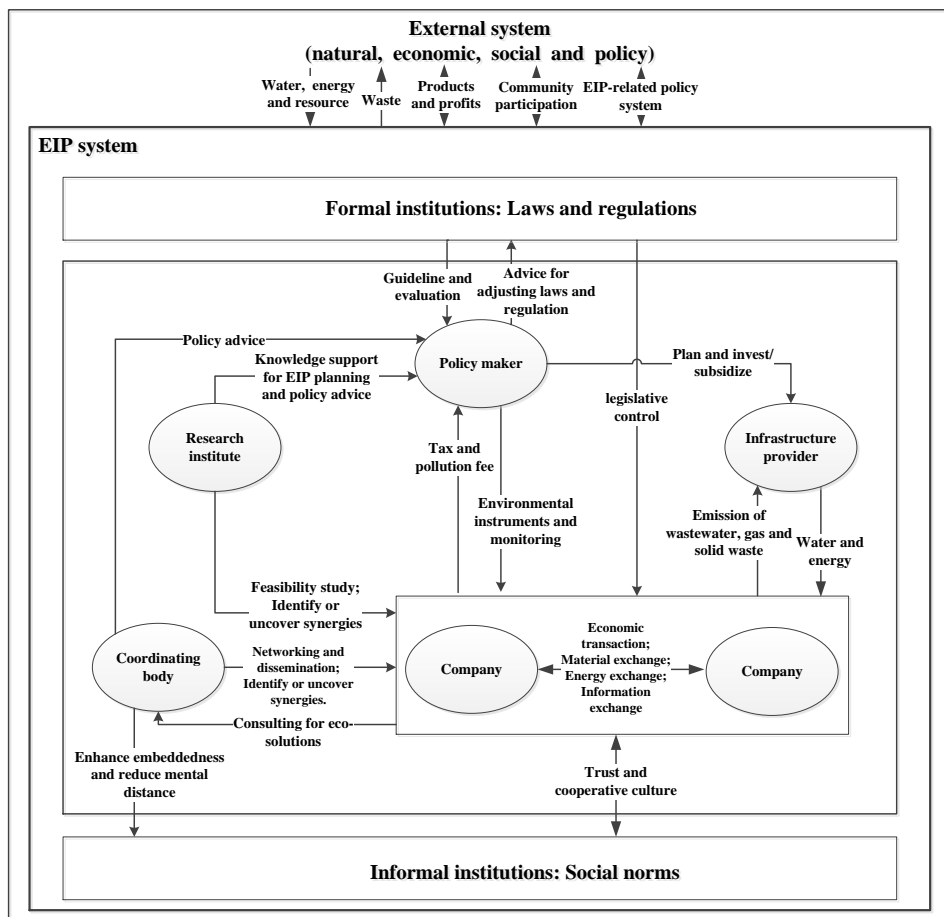 External system
(natural, economic, social and policy)
Water, energy
and resource
Waste
Products
and profits
Community
participation
EIP-related policy
system
EIP system
Formal institutions: Laws and regulations
Guideline and
evaluation
Advice for
adjusting laws and
regulation
Policy advice
Knowledge support
for EIP planning
and policy advice
Policy maker
Plan and invest/
subsidize
legislative
control
Research
institute
Tax and
pollution fee
Infrastructure
provider
Environmental
instruments and
monitoring
Emission of
wastewater, gas and
solid waste
Water and
energy
Feasibility study;
Identify or
uncover synergies
Coordinating
body
Networking and
dissemination;
Identify or uncover
synergies.
Company
Economic
transaction;
Material exchange;
Energy exchange;
Information
exchange
Company
Consulting for eco-
solutions
Enhance embeddedness
and reduce mental
distance
Trust and
cooperative culture
Informal institutions: Social norms